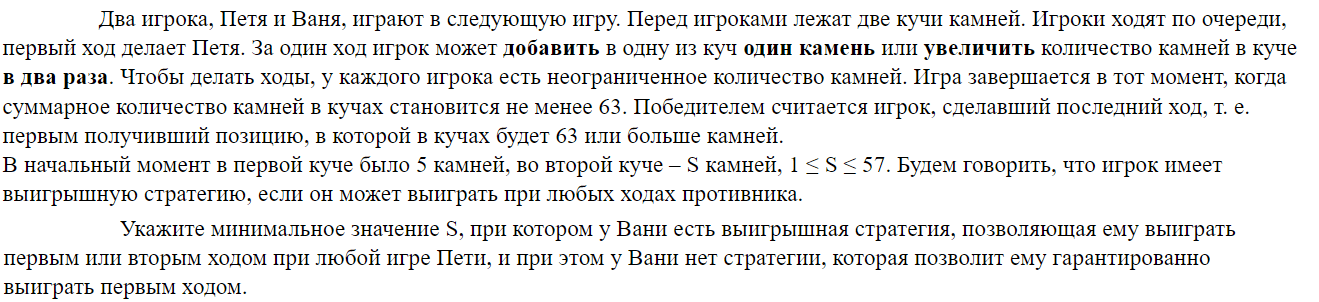 Два игрока, Петя и Ваня, играют в следующую игру. Перед игроками лежат две кучи камней. Игроки ходят по очереди,
первый ход делает Петя. За один ход игрок может добавить в одну из куч один камень или увеличить количество камней в куче
в два раза. Чтобы делать ходы, у каждого игрока есть неограниченное количество камней. Игра завершается в тот момент, когда
суммарное количество камней в кучах становится не менее 63. Победителем считается игрок, сделавший последний ход, т. е.
первым получивший позицию, в которой в кучах будет 63 или больше камней.
В начальный момент в первой куче было 5 камней, во второй куче – S камней, 1 ≤ S ≤ 57. Будем говорить, что игрок имеет
выигрышную стратегию, если он может выиграть при любых ходах противника.
Укажите минимальное значение S, при котором у Вани есть выигрышная стратегия, позволяющая ему выиграть
первым или вторым ходом при любой игре Пети, и при этом у Вани нет стратегии, которая позволит ему гарантированно
выиграть первым ходом.